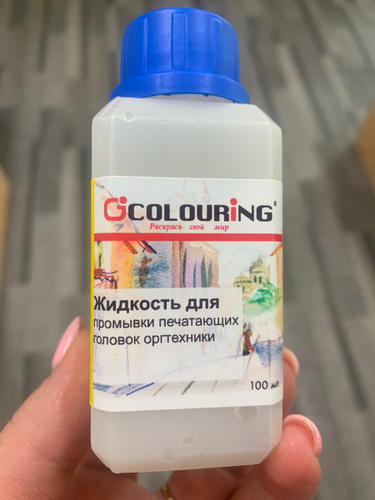 COLOURiNG®
Раскрась свой мир
Жидкость для
промывки печатающих
головок оргтехники
100 мл